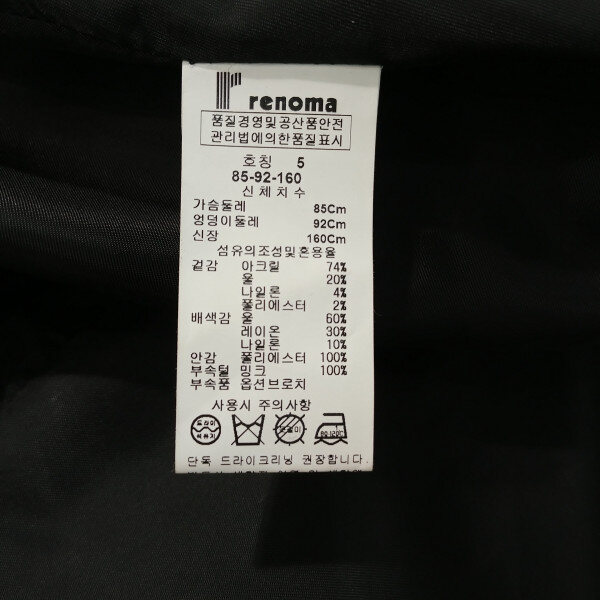 renoma
품질경영및공산품안전
관리법에의한품질표시
호칭 5
85-92-160
신체치수
가슴둘레 85Cm
엉덩이둘레 92Cm
신장 160Cm
섬유의조성및혼용율
겉감 아크릴 74%
울 20%
나일론 4%
폴리에스터 2%
배색감 울 60%
레이온 30%
나일론 10%
안감 폴리에스터 100%
부속털 밍크 100%
부속품 옵션브로치
사용시 주의사항
드라이
석유지
단독 드라이크리닝 권장합니다.